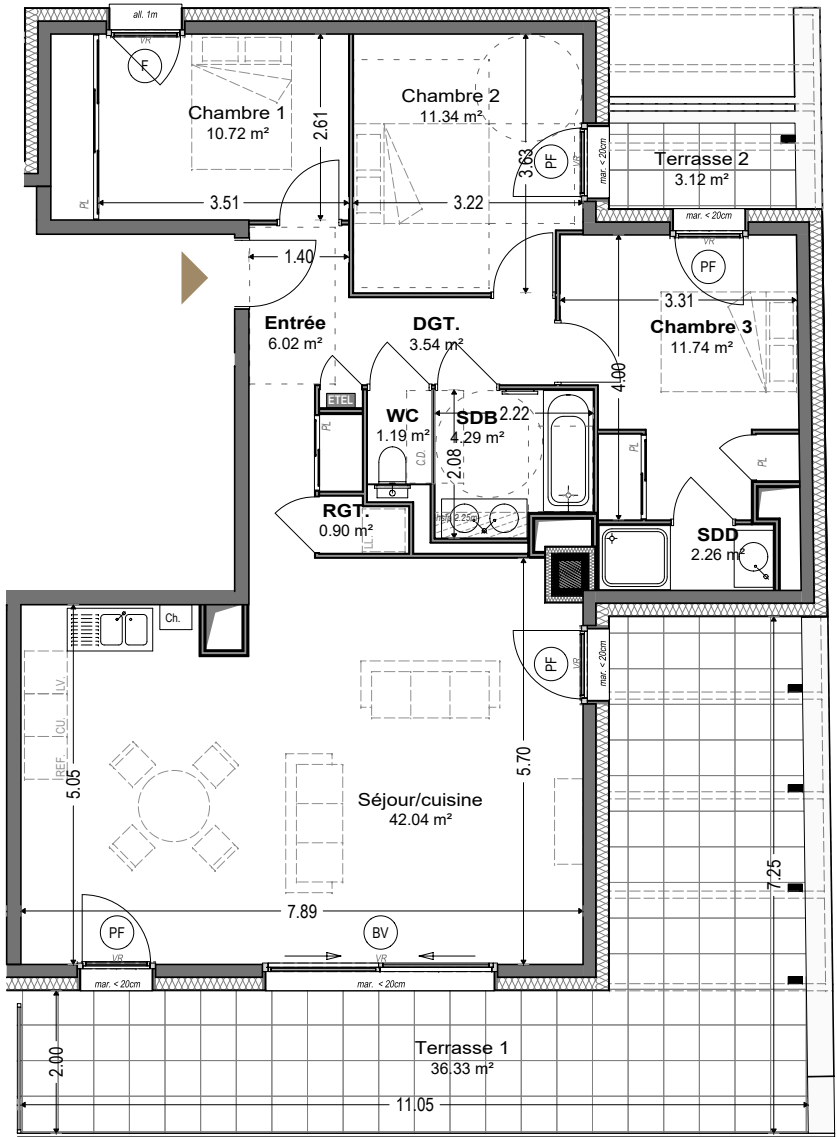 all. 1m
VR
F
Chambre 1
10.72 m²
2.61
3.51
PL
Chambre 2
11.34 m²
3.63
3.22
PF
VR
mar. < 20cm
Terrasse 2
3.12 m²
mar. < 20cm
VR
PF
1.40
3.31
Entrée
6.02 m²
DGT.
3.54 m²
Chambre 3
11.74 m²
4.00
ETEL
WC
1.19 m²
SDB
4.29 m²
2.22
2.08
C.D.
PL
PL
PL
RGT.
0.90 m²
LL
hsfp 2.25m
SDD
2.26 m²
Ch.
PF
VR
mar. < 20cm
LV.
CU.
REF.
5.05
5.70
Séjour/cuisine
42.04 m²
7.25
7.89
PF
BV
VR
VR
mar. < 20cm
mar. < 20cm
2.00
Terrasse 1
36.33 m²
11.05